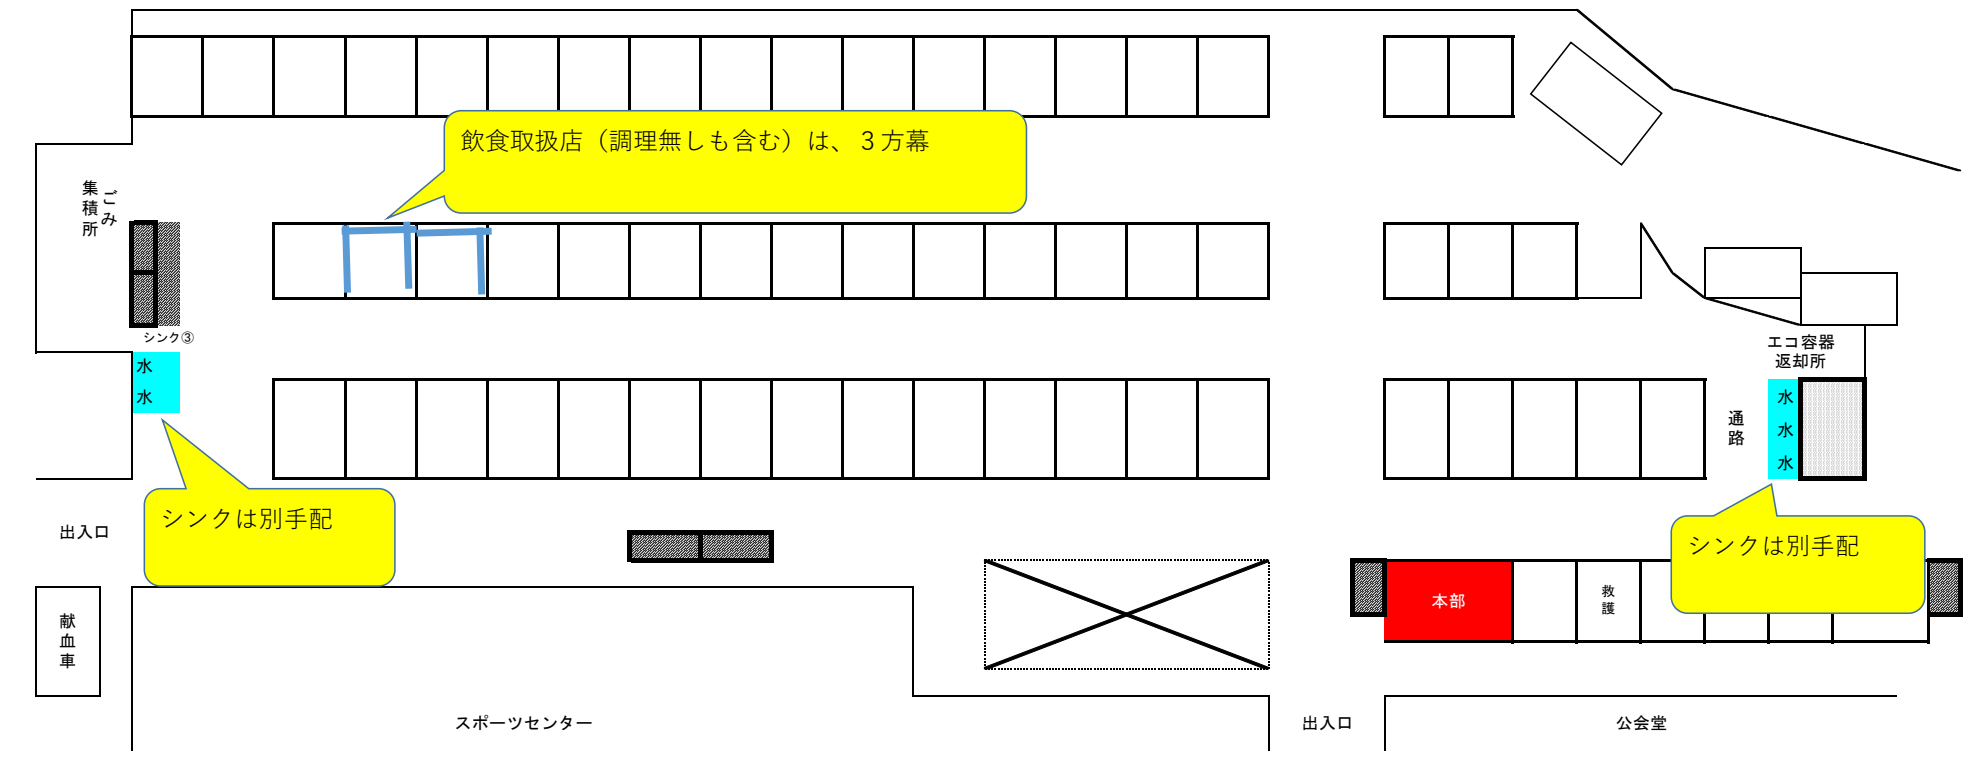 飲食取扱店（調理無しも含む）は、３方幕
ごみ
集積所
シンク③
水
水
エコ容器
返却所
通路
水
水
水
シンクは別手配
出入口
シンクは別手配
本部
救護
献血車
スポーツセンター
出入口
公会堂